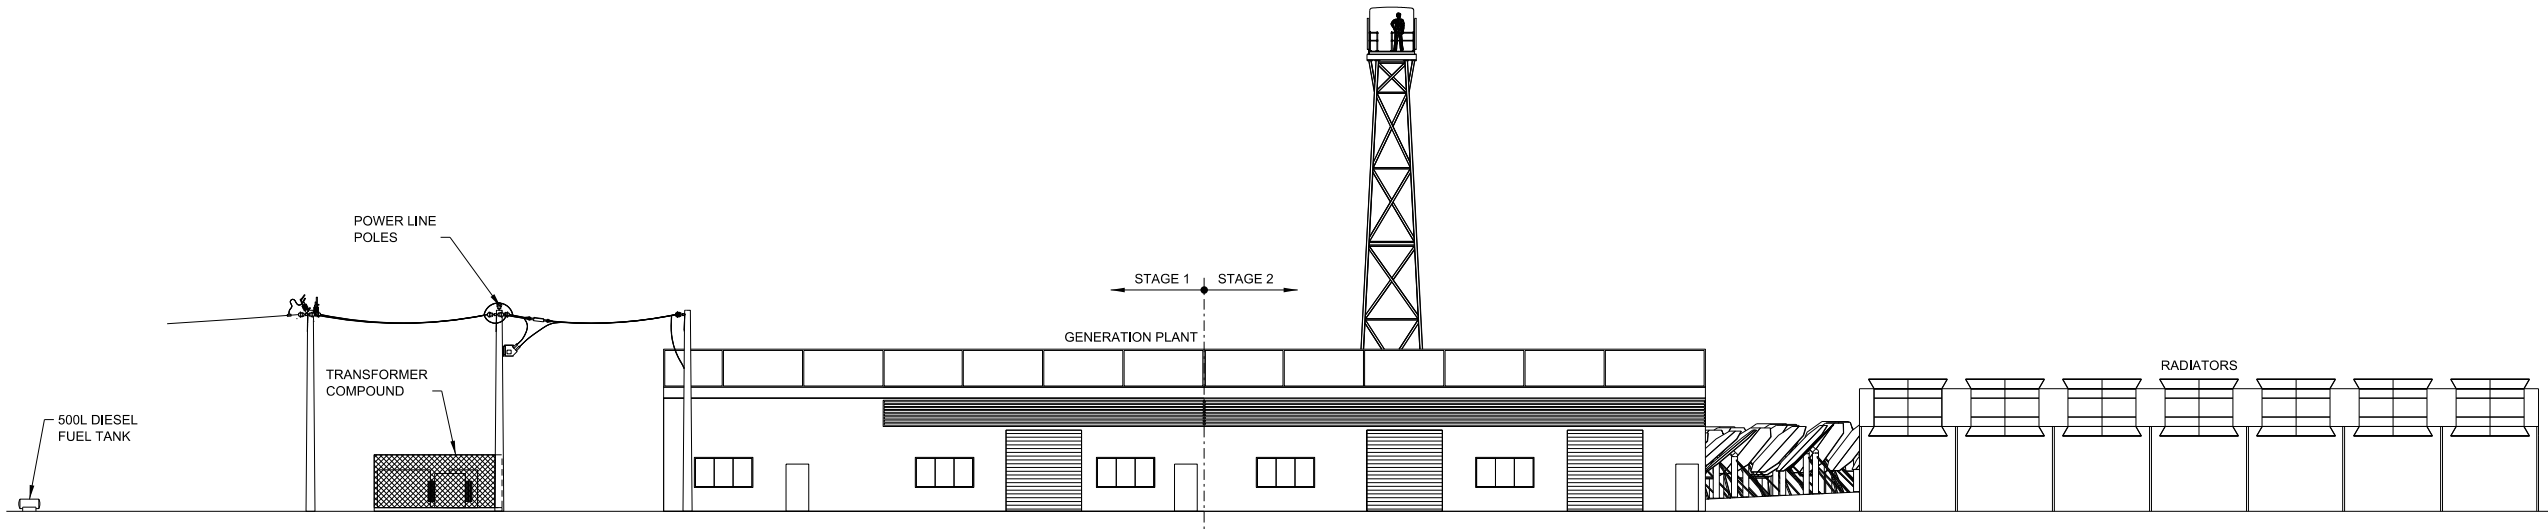 POWER LINE
POLES
STAGE 1
STAGE 2
GENERATION PLANT
RADIATORS
TRANSFORMER
COMPOUND
500L DIESEL
FUEL TANK